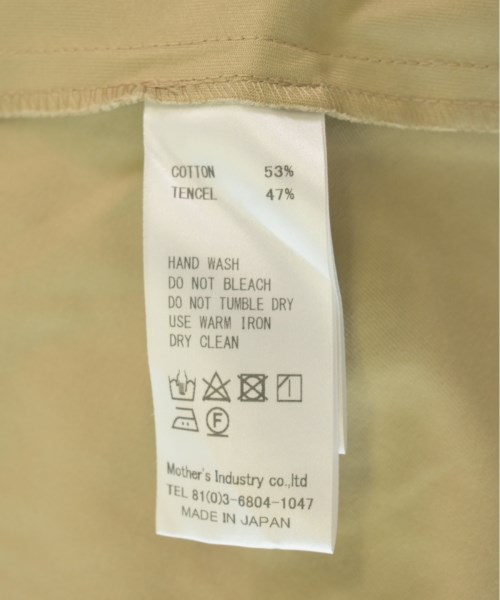 COTTON 53%
TENCEL 47%
HAND WASH
DO NOT BLEACH
DO NOT TUMBLE DRY
USE WARM IRON
DRY CLEAN
F
Mother's Industry co.,ltd
TEL 81(0)3-6804-1047
MADE IN JAPAN